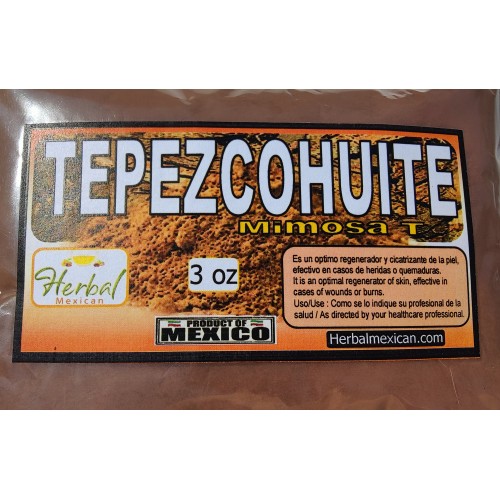 TEPEZCOHUITE
Mimosa T.
Herbal
Mexican
3 oz
PRODUCT OF
MEXICO
Es un optimo regenerador y cicatrizante de la piel,
efectivo en casos de heridas o quemaduras.
It is an optimal regenerator of skin, effective in
cases of wounds or burns.
Uso/Use : Como se lo indique su profesional de la
salud / As directed by your healthcare professional.
Herbalmexican.com